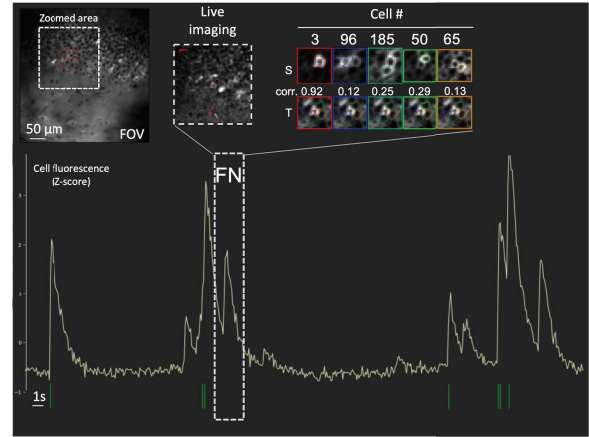 Zoomed area
50 µm
FOV
Live
imaging
Cell #
3 96 185 50 65
S
corr. 0.92 0.12 0.25 0.29 0.13
T
Cell fluorescence
(Z-score)
FN
3
2
1
0
−1
1s